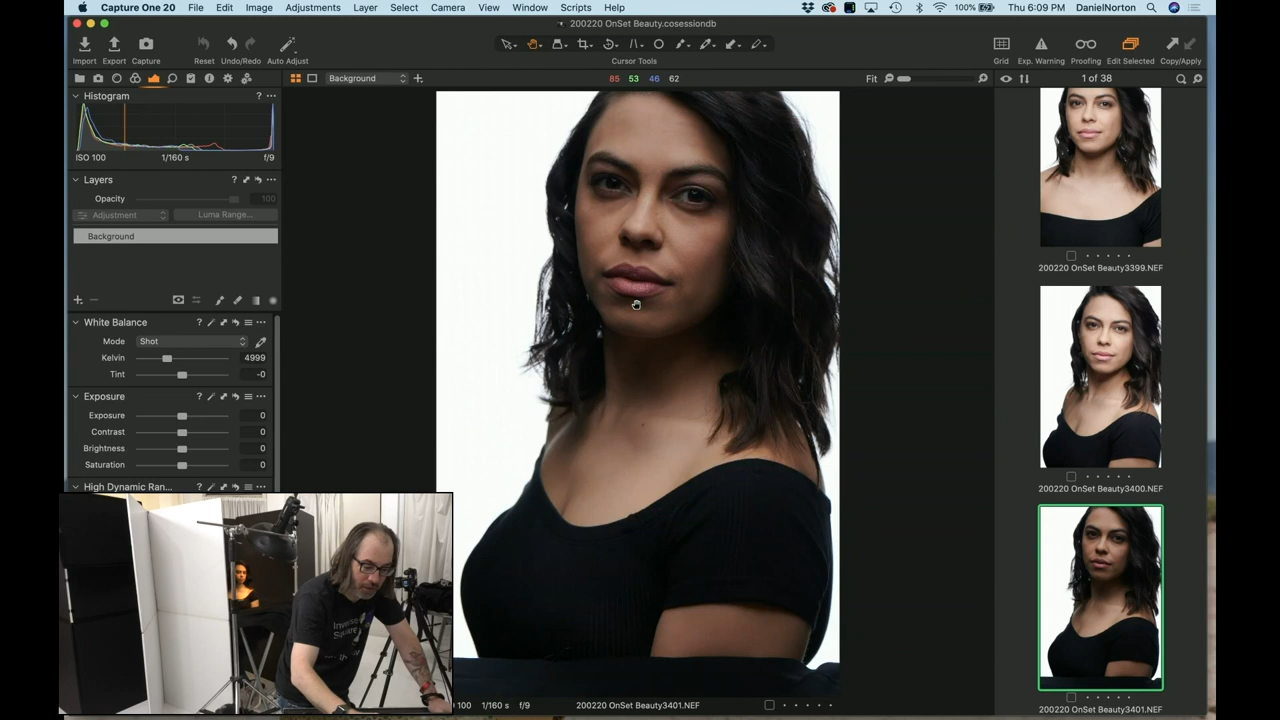 Capture One 20 File Edit Image Adjustments Layer Select Camera View Window Scripts Help 100% Thu 6:09 PM DanielNorton
200220 OnSet Beauty.cosessiondb
Import Export Capture Reset Undo/Redo Auto Adjust Cursor Tools Grid Exp. Warning Proofing Edit Selected Copy/Apply
Background 85 53 46 62 Fit 1 of 38
Histogram
ISO 100 1/160 s f/9
Layers
Opacity 100
Adjustment Luma Range...
Background
White Balance
Mode Shot
Kelvin 4999
Tint -0
Exposure
Exposure 0
Contrast 0
Brightness 0
Saturation 0
High Dynamic Ran...
Inverse
Square
100 1/160 s f/9 200220 OnSet Beauty3401.NEF
200220 OnSet Beauty3399.NEF
200220 OnSet Beauty3400.NEF
200220 OnSet Beauty3401.NEF